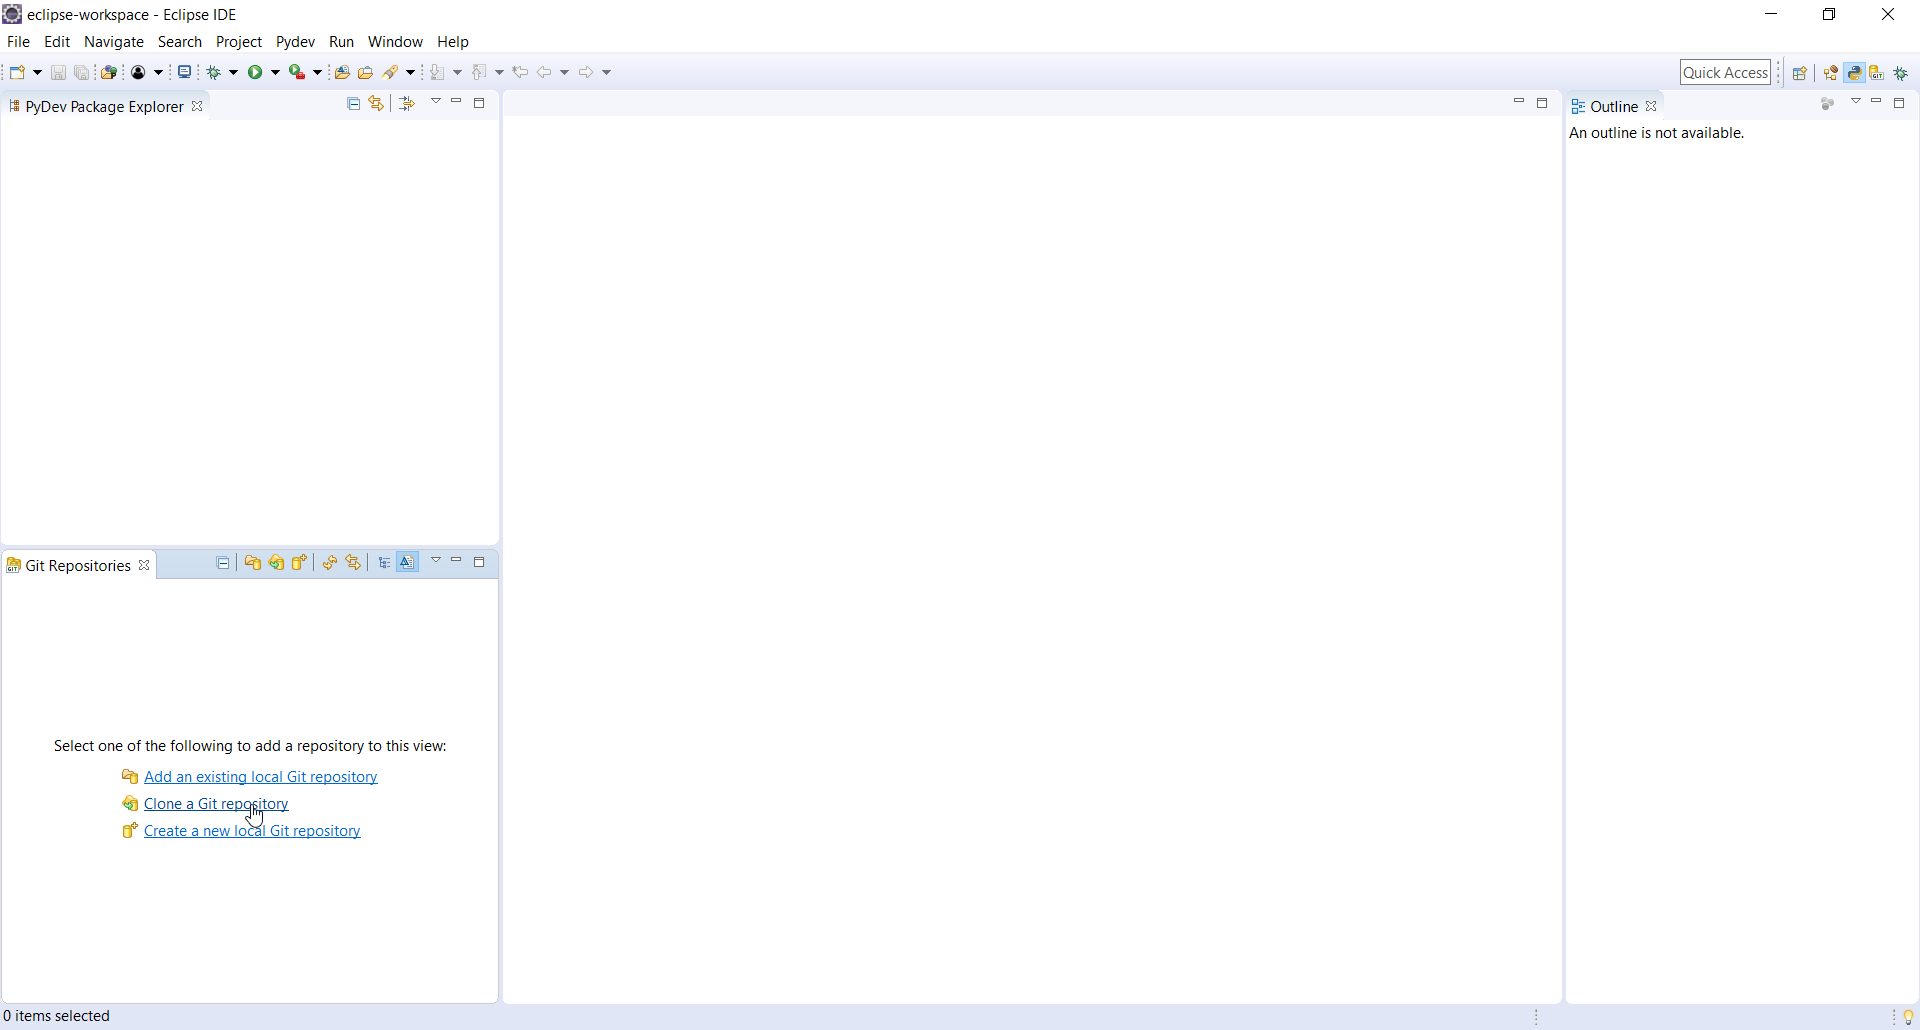 eclipse-workspace - Eclipse IDE
File Edit Navigate Search Project Pydev Run Window Help
Quick Access
PyDev Package Explorer
Outline
An outline is not available.
Git Repositories
Select one of the following to add a repository to this view:
Add an existing local Git repository
Clone a Git repository
Create a new local Git repository
0 items selected